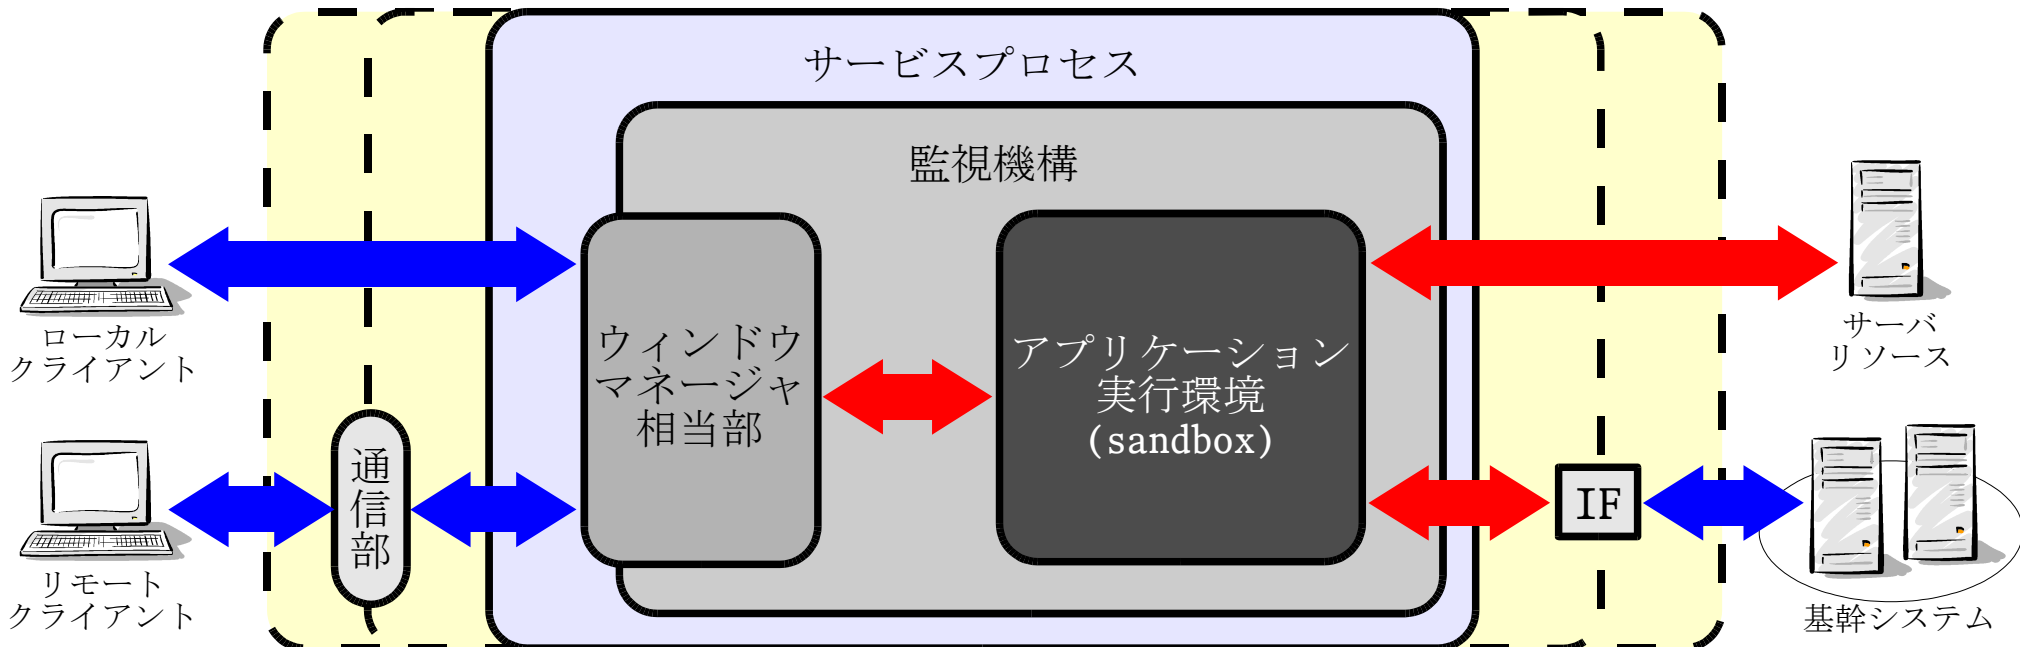 サービスプロセス
監視機構
ローカル
クライアント
ウィンドウ
マネージャ
相当部
アプリケーション
実行環境
(sandbox)
サーバ
リソース
通信部
IF
リモート
クライアント
基幹システム